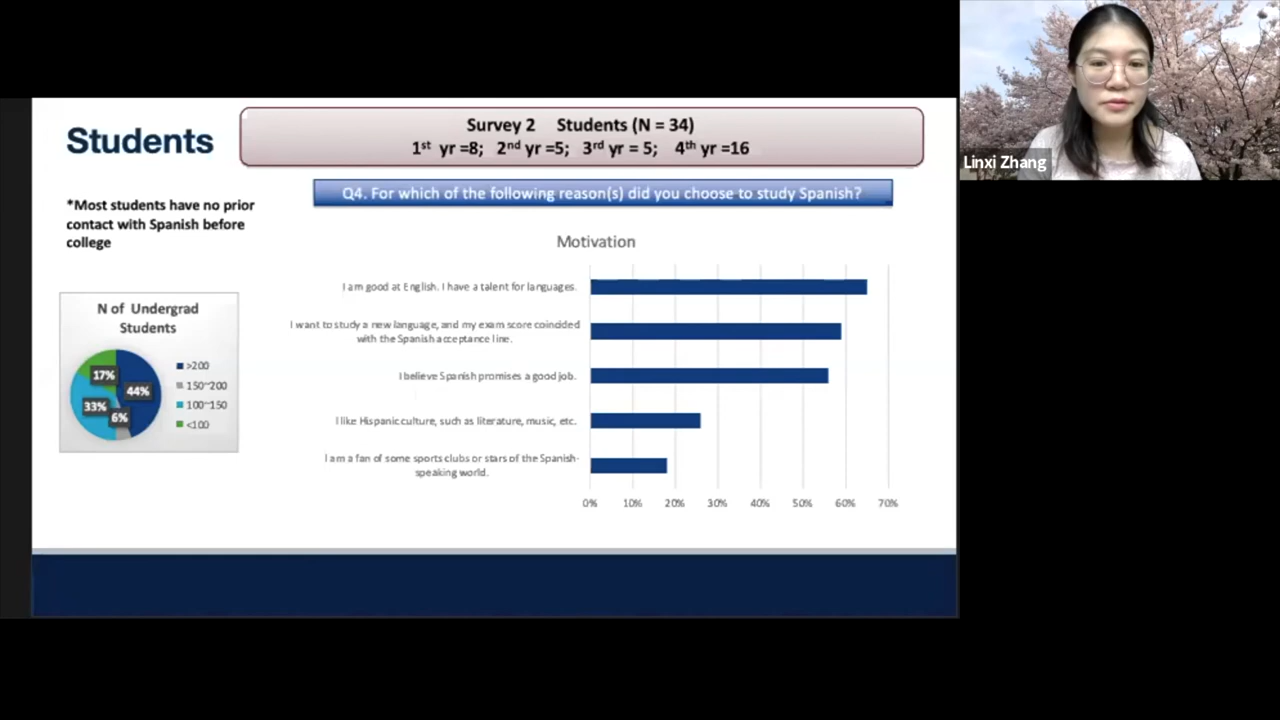 Students
Survey 2 Students (N = 34)
1st yr =8; 2nd yr =5; 3rd yr = 5; 4th yr =16
Linxi Zhang
Q4. For which of the following reason(s) did you choose to study Spanish?
*Most students have no prior
contact with Spanish before
college
Motivation
I am good at English. I have a talent for languages.
I want to study a new language, and my exam score coincided
with the Spanish acceptance line.
I believe Spanish promises a good job.
I like Hispanic culture, such as literature, music, etc.
I am a fan of some sports clubs or stars of the Spanish-
speaking world.
0% 10% 20% 30% 40% 50% 60% 70%
N of Undergrad
Students
17%
44%
33%
6%
>200
150~200
100~150
<100